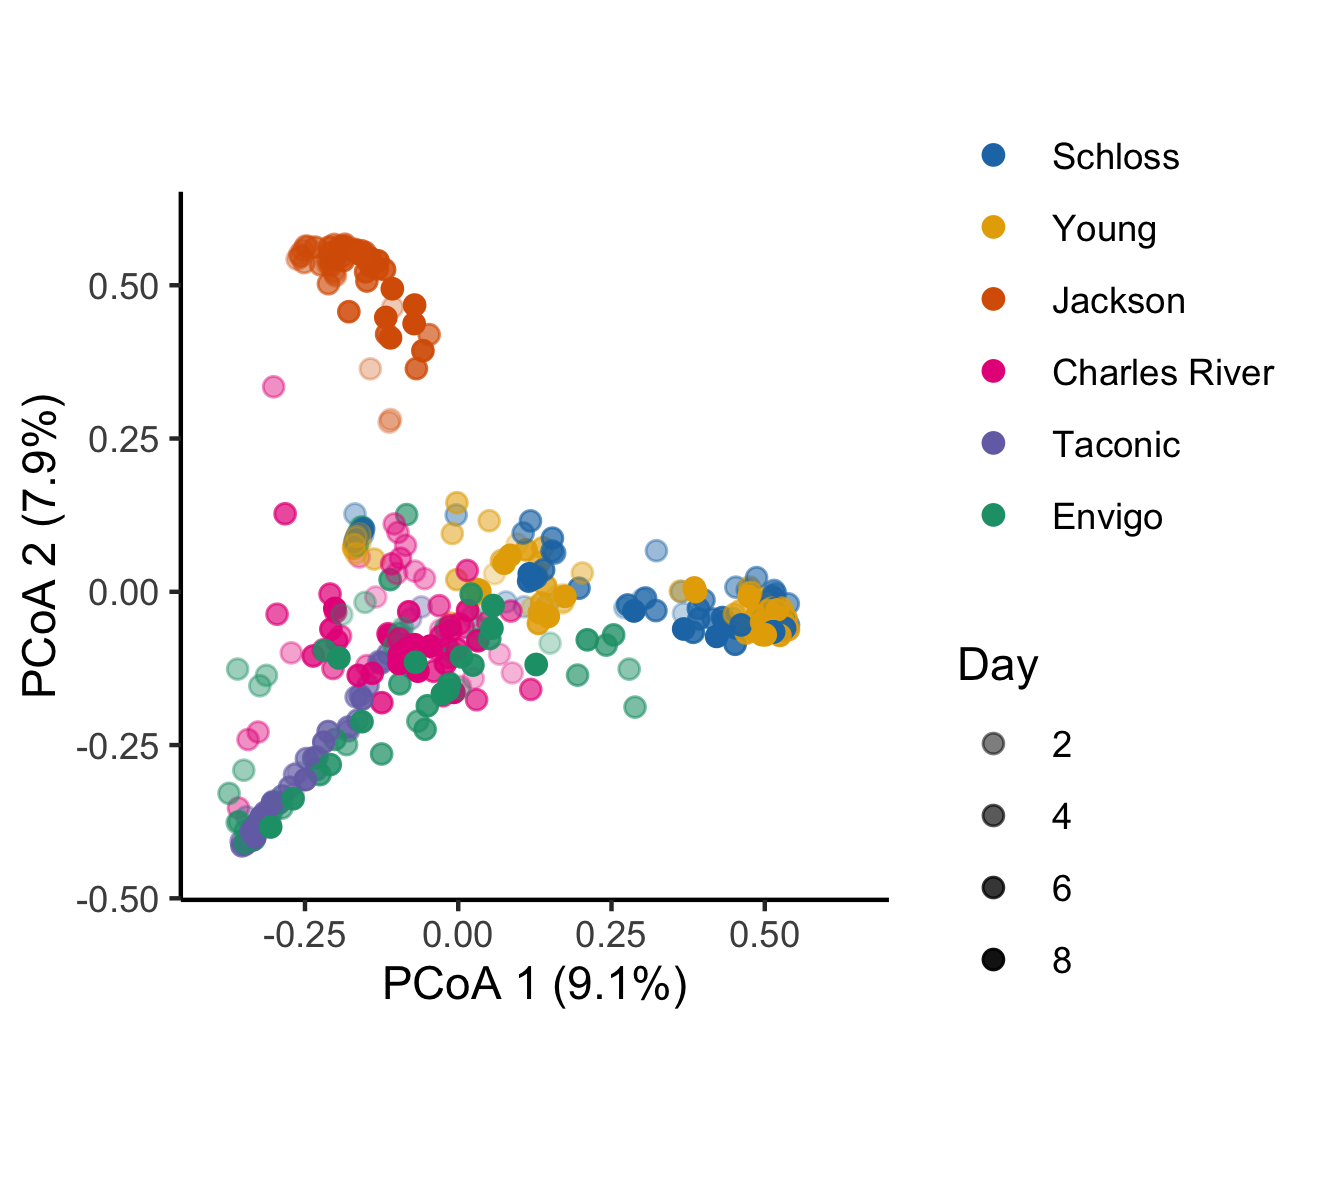 Schloss
Young
Jackson
Charles River
Taconic
Envigo
Day
2
4
6
8
PCoA 2 (7.9%)
0.50
0.25
0.00
-0.25
-0.50
-0.25 0.00 0.25 0.50
PCoA 1 (9.1%)